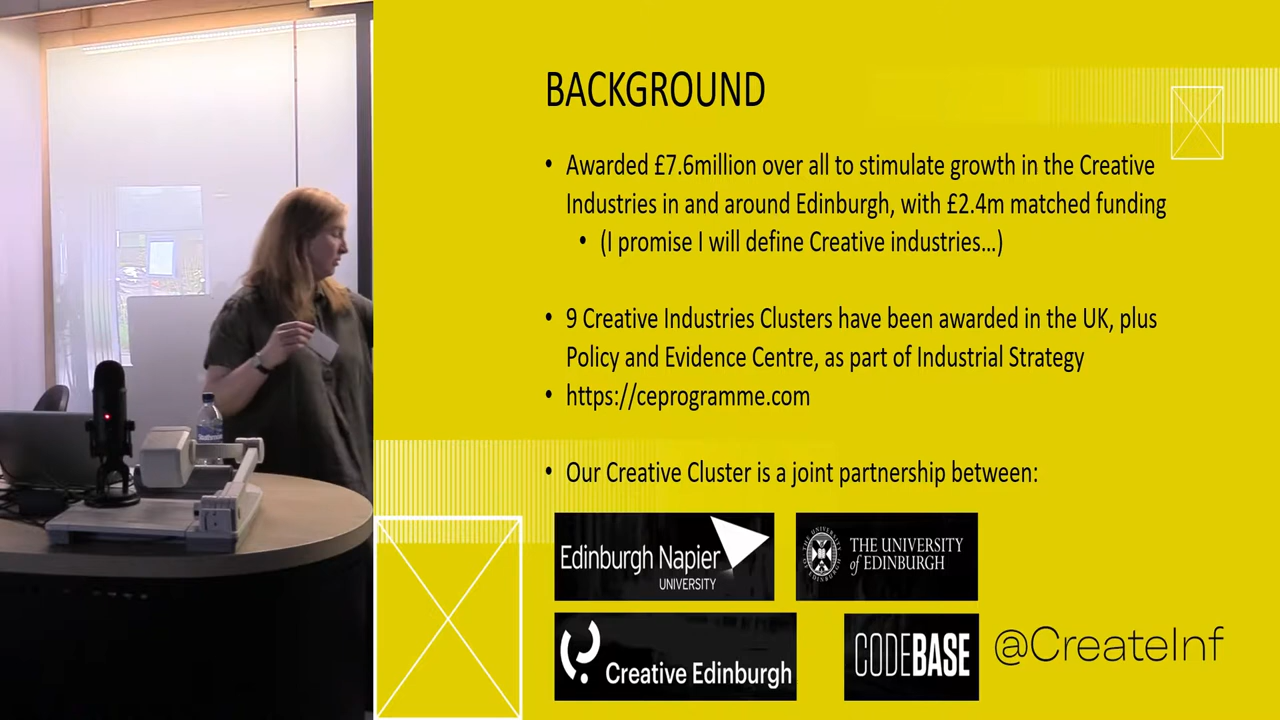 BACKGROUND
• Awarded £7.6million over all to stimulate growth in the Creative
Industries in and around Edinburgh, with £2.4m matched funding
• (I promise I will define Creative industries...)
• 9 Creative Industries Clusters have been awarded in the UK, plus
Policy and Evidence Centre, as part of Industrial Strategy
• https://ceprogramme.com
• Our Creative Cluster is a joint partnership between:
Edinburgh Napier
UNIVERSITY
THE UNIVERSITY
of EDINBURGH
Creative Edinburgh
CODEBASE
@CreateInf